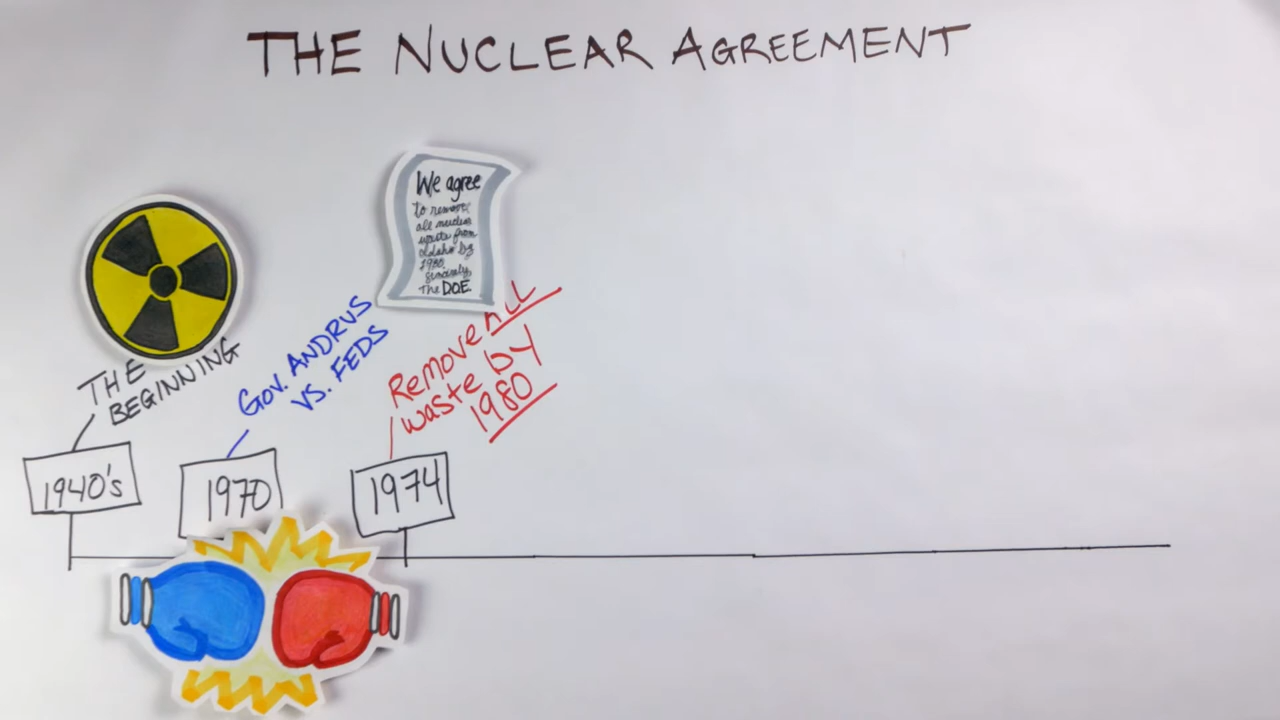 THE NUCLEAR AGREEMENT
We agree
to remove
all nuclear
waste from
Idaho by
1980.
Sincerely,
The D.O.E.
THE
BEGINNING
GOV. ANDRUS
VS. FEDS
Remove ALL
waste by
1980
1940's
1970
1974